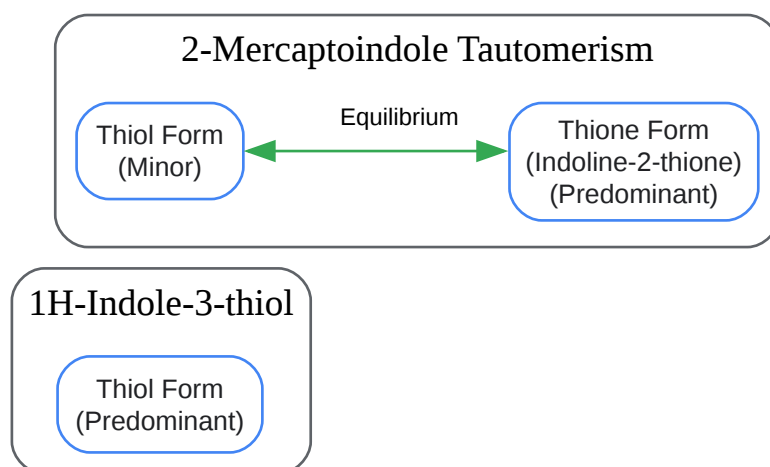 2-Mercaptoindole Tautomerism
Thiol Form
(Minor)
Equilibrium
Thione Form
(Indoline-2-thione)
(Predominant)
1H-Indole-3-thiol
Thiol Form
(Predominant)